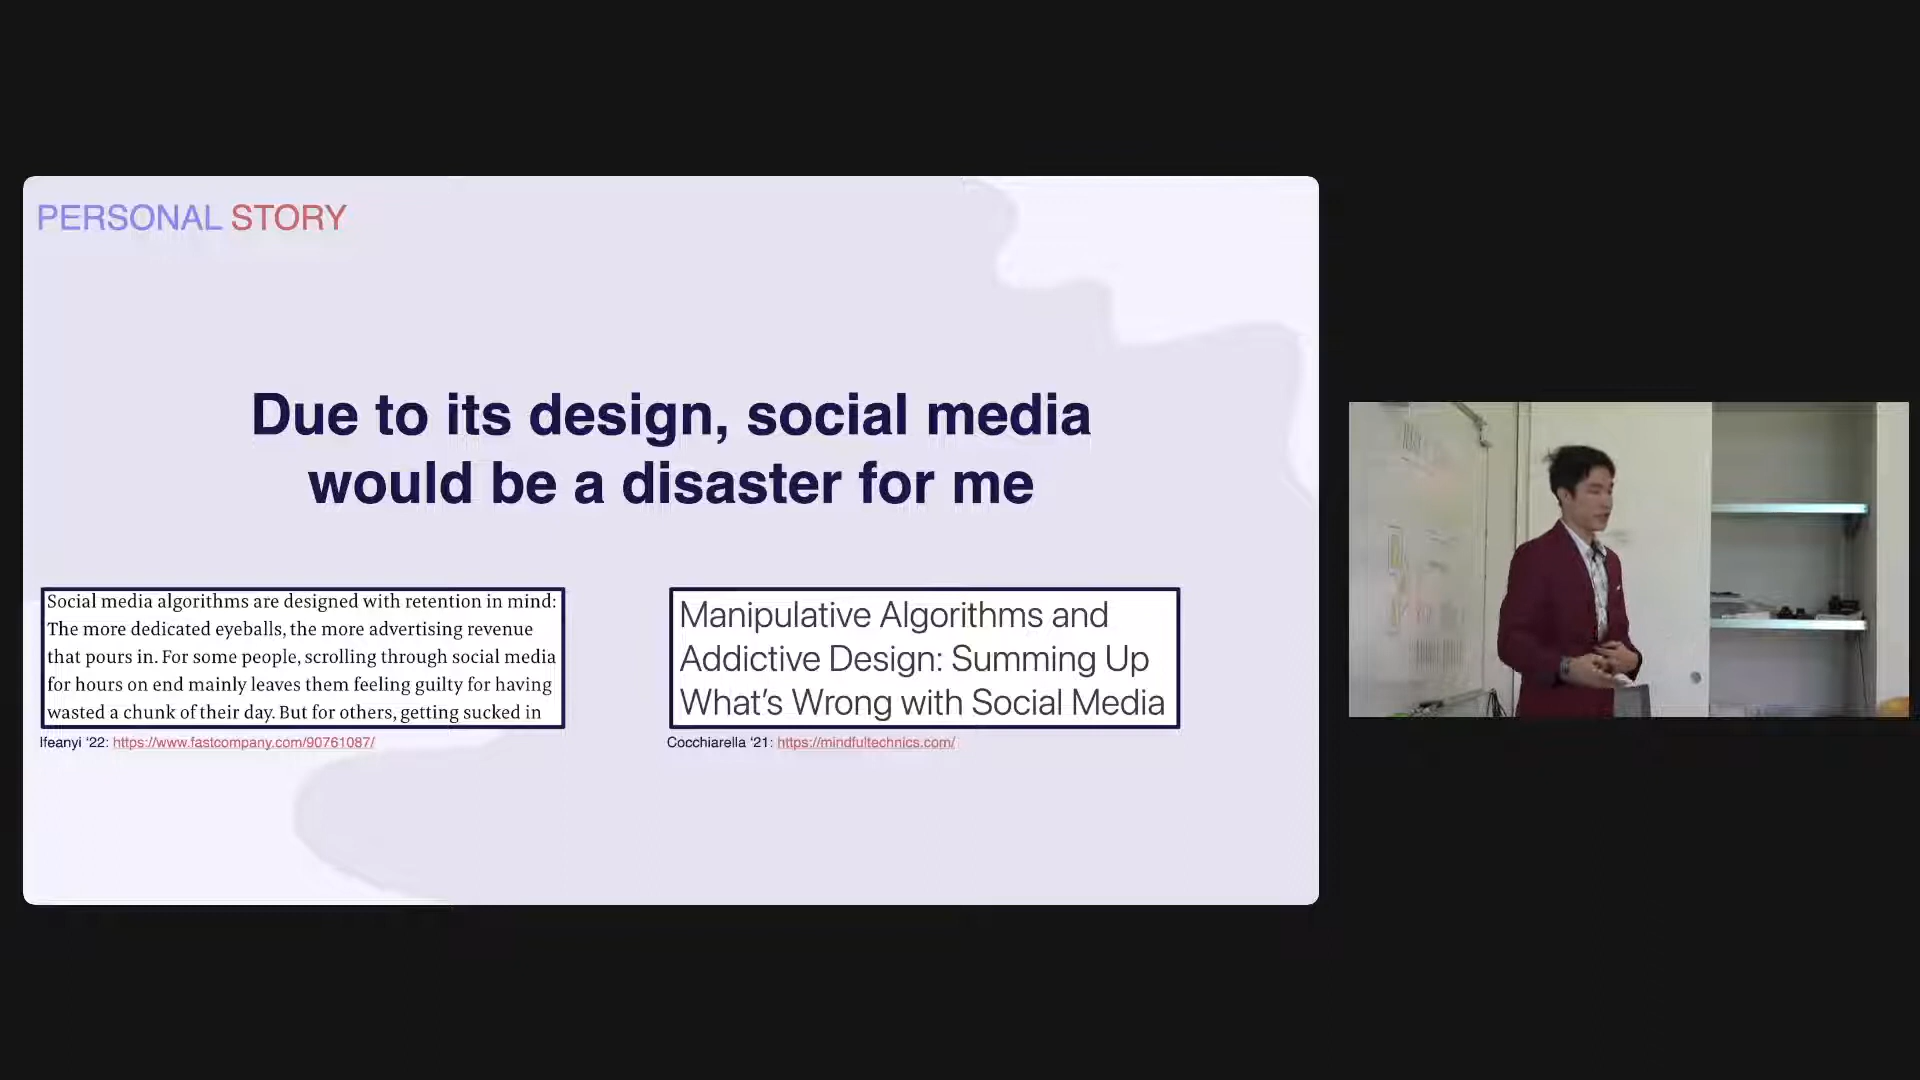 PERSONAL STORY
Due to its design, social media
would be a disaster for me
Social media algorithms are designed with retention in mind:
The more dedicated eyeballs, the more advertising revenue
that pours in. For some people, scrolling through social media
for hours on end mainly leaves them feeling guilty for having
wasted a chunk of their day. But for others, getting sucked in
Ifeanyi ‘22: https://www.fastcompany.com/90761087/
Manipulative Algorithms and
Addictive Design: Summing Up
What’s Wrong with Social Media
Cocchiarella ‘21: https://mindfultechnics.com/